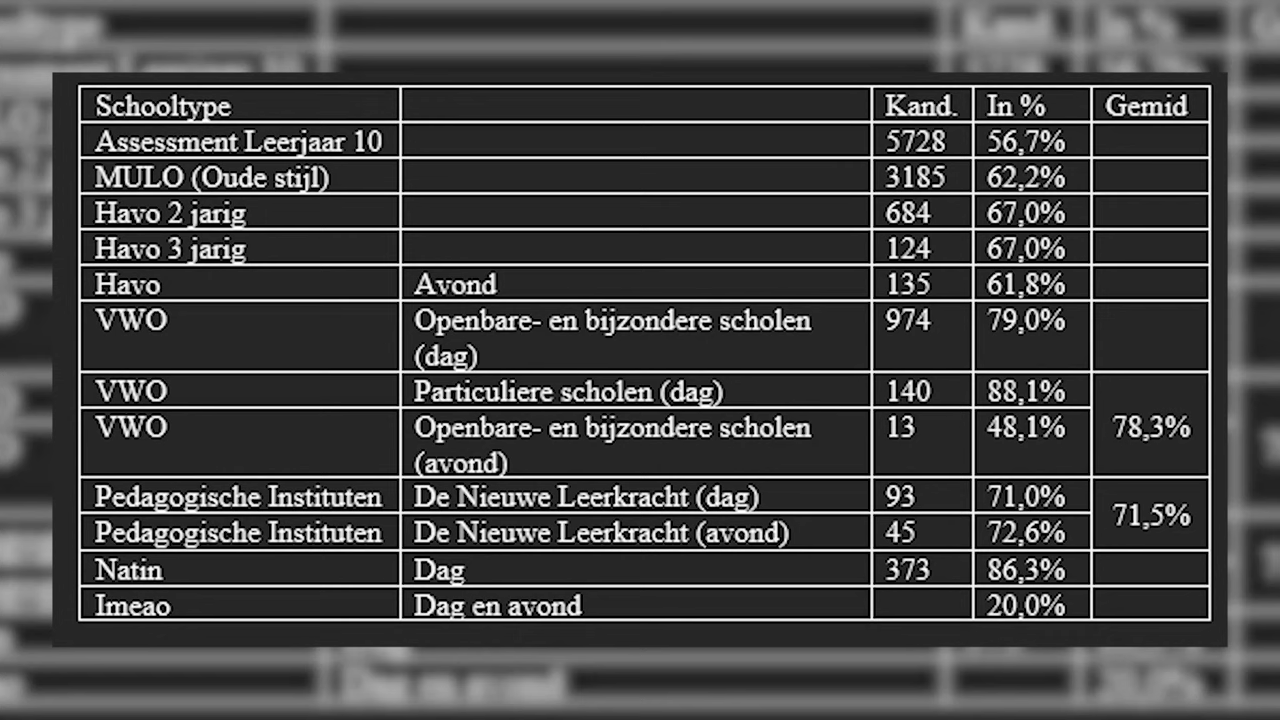 Schooltype Kand. In % Gemid
Assessment Leerjaar 10 5728 56,7%
MULO (Oude stijl) 3185 62,2%
Havo 2 jarig 684 67,0%
Havo 3 jarig 124 67,0%
Havo Avond 135 61,8%
VWO Openbare- en bijzondere scholen 974 79,0%
(dag)
VWO Particuliere scholen (dag) 140 88,1%
VWO Openbare- en bijzondere scholen 13 48,1% 78,3%
(avond)
Pedagogische Instituten De Nieuwe Leerkracht (dag) 93 71,0%
71,5%
Pedagogische Instituten De Nieuwe Leerkracht (avond) 45 72,6%
Natin Dag 373 86,3%
Imeao Dag en avond 20,0%